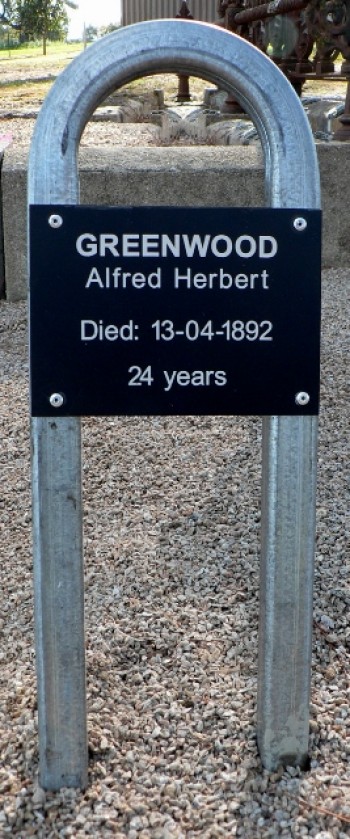 GREENWOOD
Alfred Herbert
Died: 13-04-1892
24 years